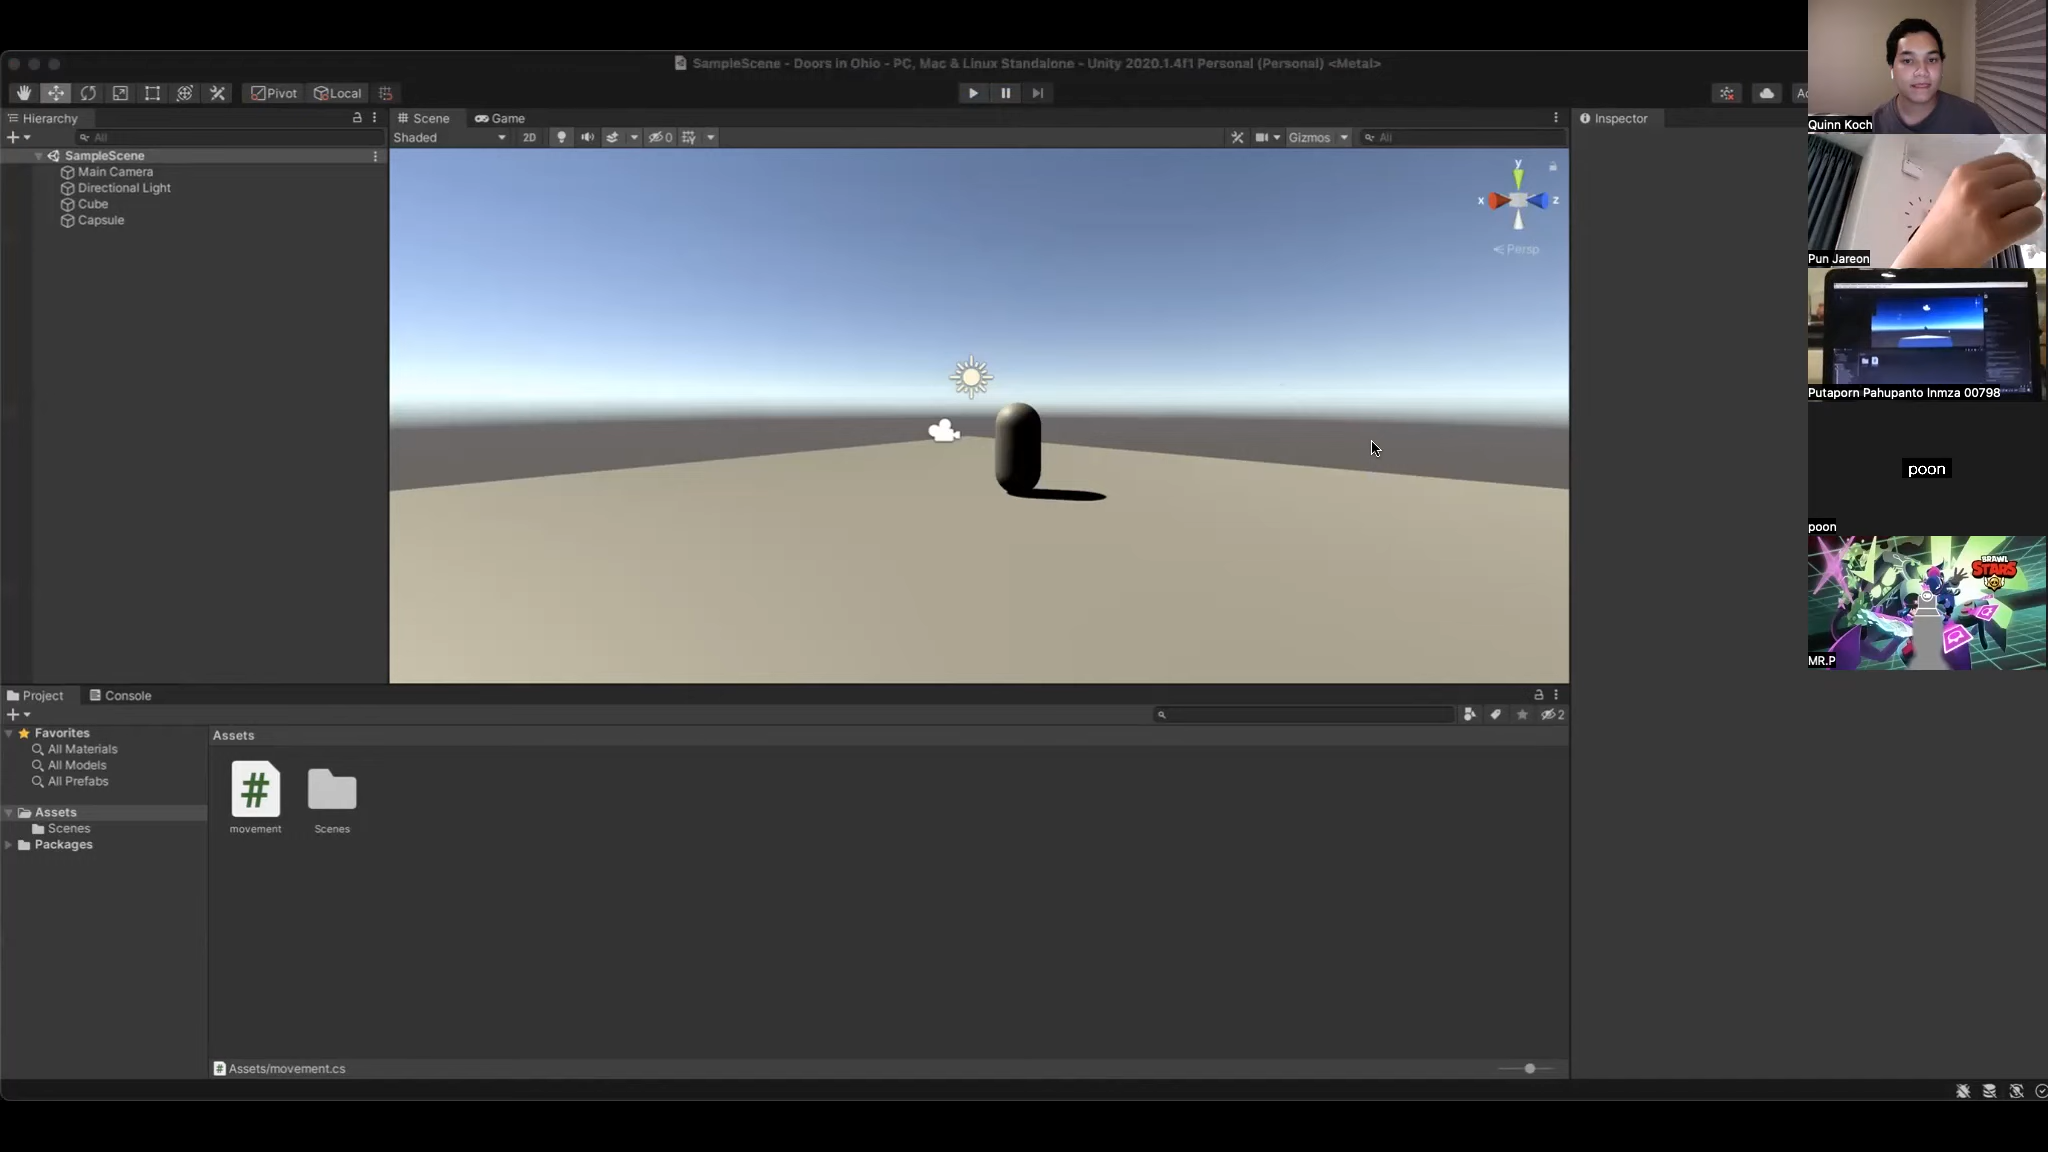 SampleScene - Doors in Ohio - PC, Mac & Linux Standalone - Unity 2020.1.4f1 Personal (Personal) <Metal>
Pivot
Local
Hierarchy
All
SampleScene
Main Camera
Directional Light
Cube
Capsule
Scene
Game
Shaded
2D
0
Gizmos
All
y
x
z
Persp
Inspector
Project
Console
2
Favorites
All Materials
All Models
All Prefabs
Assets
Scenes
Packages
Assets
movement
Scenes
Assets/movement.cs
Quinn Koch
Pun Jareon
Putaporn Pahupanto Inmza 00798
poon
poon
BRAWL
STARS
MR.P